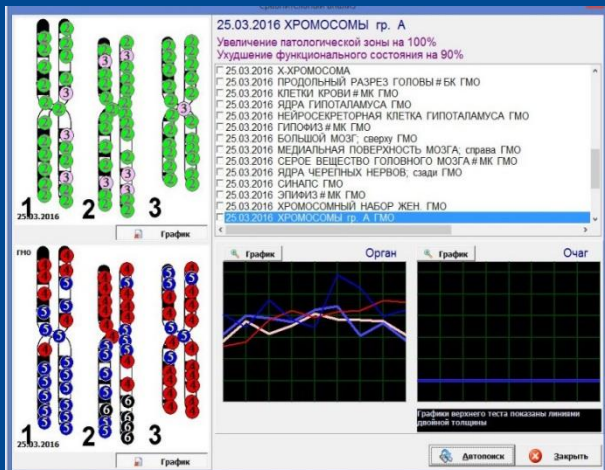 Сравнительный анализ
25.03.2016 ХРОМОСОМЫ гр. А
Увеличение патологической зоны на 100%
Ухудшение функционального состояния на 90%
25.03.2016 Х-ХРОМОСОМА
25.03.2016 ПРОДОЛЬНЫЙ РАЗРЕЗ ГОЛОВЫ # БК ГМО
25.03.2016 КЛЕТКИ КРОВИ # МК ГМО
25.03.2016 ЯДРА ГИПОТАЛАМУСА ГМО
25.03.2016 НЕЙРОСЕКРЕТОРНАЯ КЛЕТКА ГИПОТАЛАМУСА ГМО
25.03.2016 ГИПОФИЗ # МК ГМО
25.03.2016 БОЛЬШОЙ МОЗГ; сверху ГМО
25.03.2016 МЕДИАЛЬНАЯ ПОВЕРХНОСТЬ МОЗГА; справа ГМО
25.03.2016 СЕРОЕ ВЕЩЕСТВО ГОЛОВНОГО МОЗГА # МК ГМО
25.03.2016 ЯДРА ЧЕРЕПНЫХ НЕРВОВ; сзади ГМО
25.03.2016 СИНАПС ГМО
25.03.2016 ЭПИФИЗ # МК ГМО
25.03.2016 ХРОМОСОМНЫЙ НАБОР ЖЕН. ГМО
25.03.2016 ХРОМОСОМЫ гр. А ГМО
1 2 3
25.03.2016
График
ГМО
1 2 3
25.03.2016
График
График Орган
График Очаг
Графики верхнего теста показаны линиями
двойной толщины
Автопоиск Закрыть